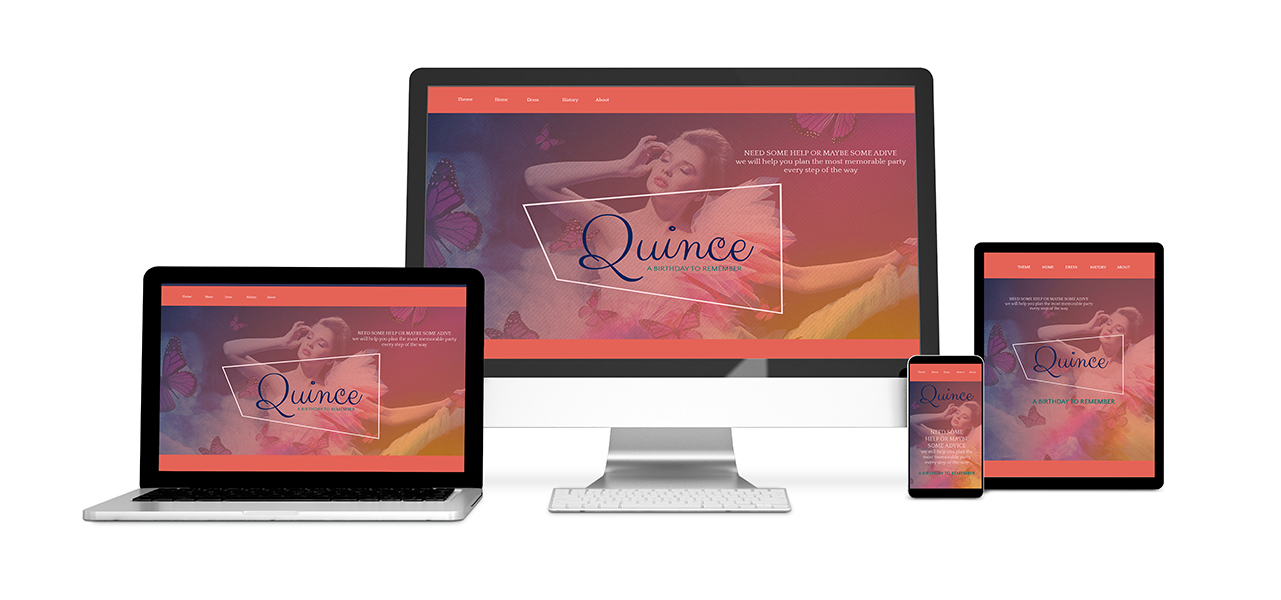 Theme Home Dress History About
NEED SOME HELP OR MAYBE SOME ADIVE
we will help you plan the most memorable party
every step of the way
Quince
A BIRTHDAY TO REMEMBER
Home Dress History About
NEED SOME HELP OR MAYBE SOME ADIVE
we will help you plan the most memorable party
every step of the way
Quince
A BIRTHDAY TO REMEMBER
THEME HOME DRESS HISTORY ABOUT
NEED SOME HELP OR MAYBE SOME ADIVE
we will help you plan the most memorable party
every step of the way
Quince
A BIRTHDAY TO REMEMBER
Quince
NEED SOME
HELP OR MAYBE
SOME ADVICE
we will help you plan the
most memorable party
every step of the way
A BIRTHDAY TO REMEMBER